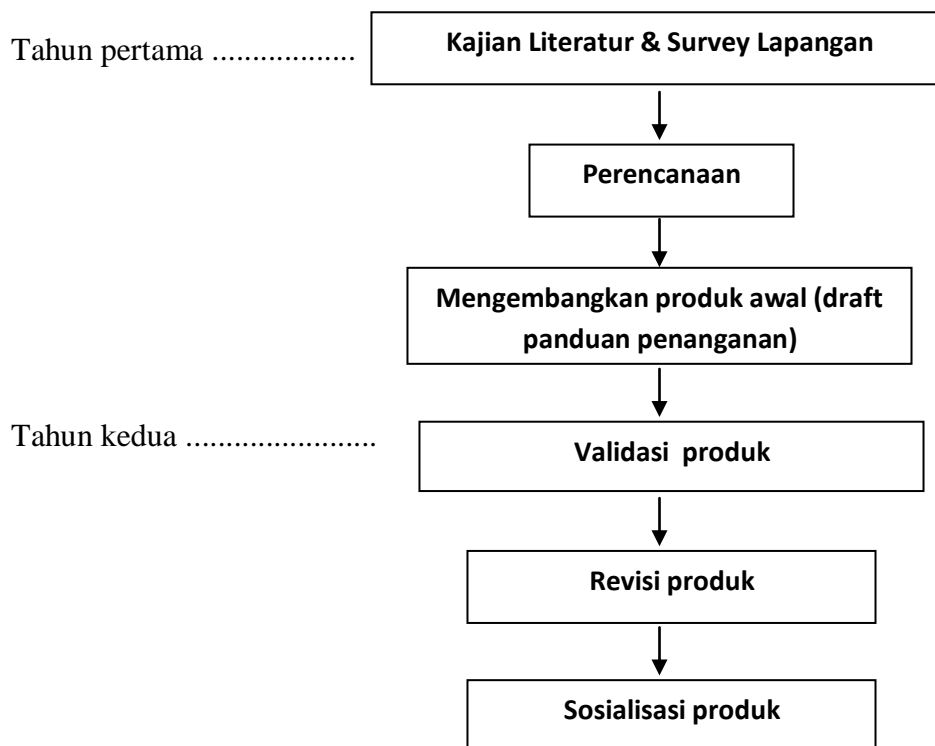 Tahun pertama ..................
Kajian Literatur & Survey Lapangan
Perencanaan
Mengembangkan produk awal (draft
panduan penanganan)
Tahun kedua ........................
Validasi produk
Revisi produk
Sosialisasi produk